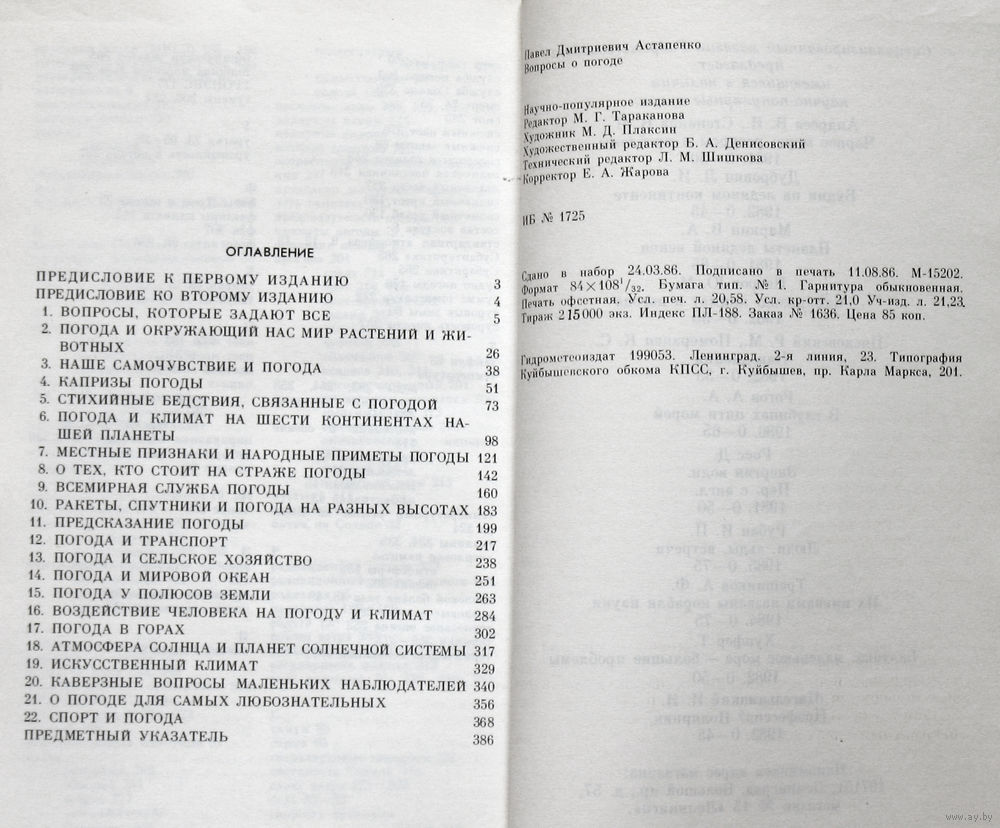 ОГЛАВЛЕНИЕ
ПРЕДИСЛОВИЕ К ПЕРВОМУ ИЗДАНИЮ 3
ПРЕДИСЛОВИЕ КО ВТОРОМУ ИЗДАНИЮ 4
1. ВОПРОСЫ, КОТОРЫЕ ЗАДАЮТ ВСЕ 5
2. ПОГОДА И ОКРУЖАЮЩИЙ НАС МИР РАСТЕНИЙ И ЖИ-
ВОТНЫХ 26
3. НАШЕ САМОЧУВСТВИЕ И ПОГОДА 38
4. КАПРИЗЫ ПОГОДЫ 51
5. СТИХИЙНЫЕ БЕДСТВИЯ, СВЯЗАННЫЕ С ПОГОДОЙ 73
6. ПОГОДА И КЛИМАТ НА ШЕСТИ КОНТИНЕНТАХ НА-
ШЕЙ ПЛАНЕТЫ 98
7. МЕСТНЫЕ ПРИЗНАКИ И НАРОДНЫЕ ПРИМЕТЫ ПОГОДЫ 121
8. О ТЕХ, КТО СТОИТ НА СТРАЖЕ ПОГОДЫ 142
9. ВСЕМИРНАЯ СЛУЖБА ПОГОДЫ 160
10. РАКЕТЫ, СПУТНИКИ И ПОГОДА НА РАЗНЫХ ВЫСОТАХ 183
11. ПРЕДСКАЗАНИЕ ПОГОДЫ 199
12. ПОГОДА И ТРАНСПОРТ 217
13. ПОГОДА И СЕЛЬСКОЕ ХОЗЯЙСТВО 238
14. ПОГОДА И МИРОВОЙ ОКЕАН 251
15. ПОГОДА У ПОЛЮСОВ ЗЕМЛИ 263
16. ВОЗДЕЙСТВИЕ ЧЕЛОВЕКА НА ПОГОДУ И КЛИМАТ 284
17. ПОГОДА В ГОРАХ 302
18. АТМОСФЕРА СОЛНЦА И ПЛАНЕТ СОЛНЕЧНОЙ СИСТЕМЫ 317
19. ИСКУССТВЕННЫЙ КЛИМАТ 329
20. КАВЕРЗНЫЕ ВОПРОСЫ МАЛЕНЬКИХ НАБЛЮДАТЕЛЕЙ 340
21. О ПОГОДЕ ДЛЯ САМЫХ ЛЮБОЗНАТЕЛЬНЫХ 356
22. СПОРТ И ПОГОДА 368
ПРЕДМЕТНЫЙ УКАЗАТЕЛЬ 386
Павел Дмитриевич Астапенко
Вопросы о погоде
Научно-популярное издание
Редактор М. Г. Тараканова
Художник М. Д. Плаксин
Художественный редактор Б. А. Денисовский
Технический редактор Л. М. Шишкова
Корректор Е. А. Жарова
ИБ № 1725
Сдано в набор 24.03.86. Подписано в печать 11.08.86. М-15202.
Формат 84×108¹/₃₂. Бумага тип. № 1. Гарнитура обыкновенная.
Печать офсетная. Усл. печ. л. 20,58. Усл. кр-отт. 21,0 Уч-изд. л. 21,23.
Тираж 215000 экз. Индекс ПЛ-188. Заказ № 1636. Цена 85 коп.
Гидрометеоиздат 199053. Ленинград, 2-я линия, 23. Типография
Куйбышевского обкома КПСС, г. Куйбышев, пр. Карла Маркса, 201.
www.ay.by